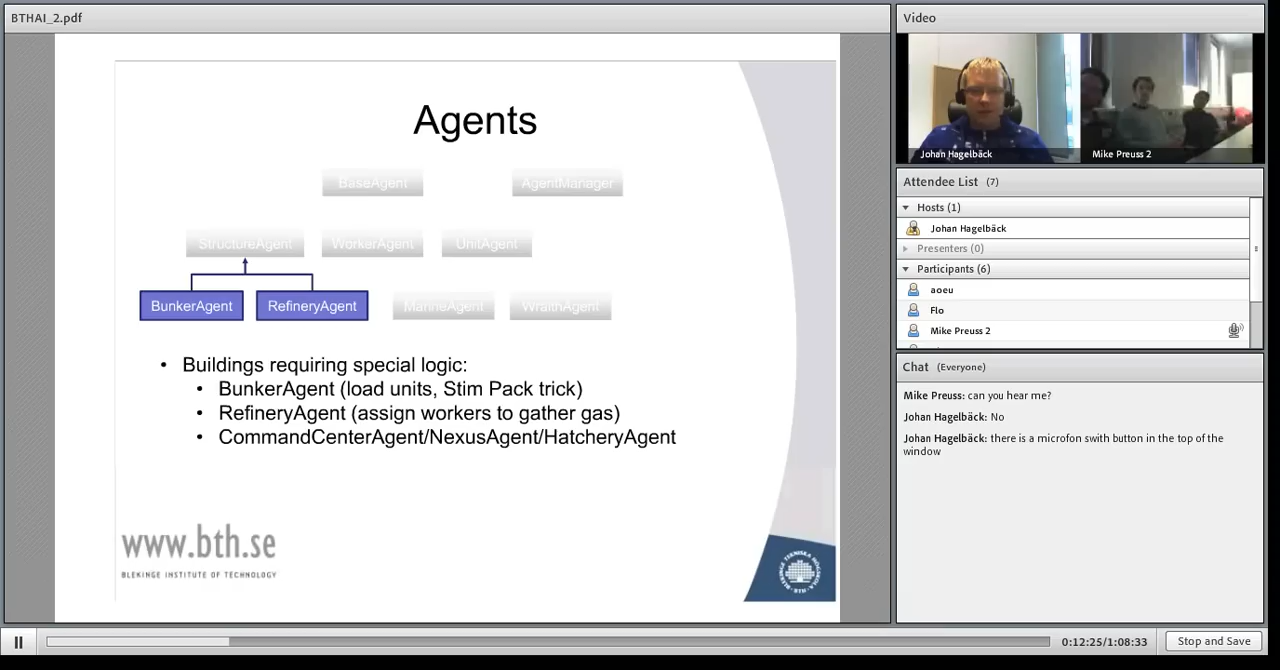 BTHAI_2.pdf
Agents
BaseAgent
AgentManager
StructureAgent
WorkerAgent
UnitAgent
BunkerAgent
RefineryAgent
MarineAgent
WraithAgent
• Buildings requiring special logic:
• BunkerAgent (load units, Stim Pack trick)
• RefineryAgent (assign workers to gather gas)
• CommandCenterAgent/NexusAgent/HatcheryAgent
www.bth.se
BLEKINGE INSTITUTE OF TECHNOLOGY
Video
Johan Hagelbäck
Mike Preuss 2
Attendee List (7)
Hosts (1)
Johan Hagelbäck
Presenters (0)
Participants (6)
aoeu
Flo
Mike Preuss 2
Chat (Everyone)
Mike Preuss: can you hear me?
Johan Hagelbäck: No
Johan Hagelbäck: there is a microfon swith button in the top of the
window
0:12:25/1:08:33
Stop and Save